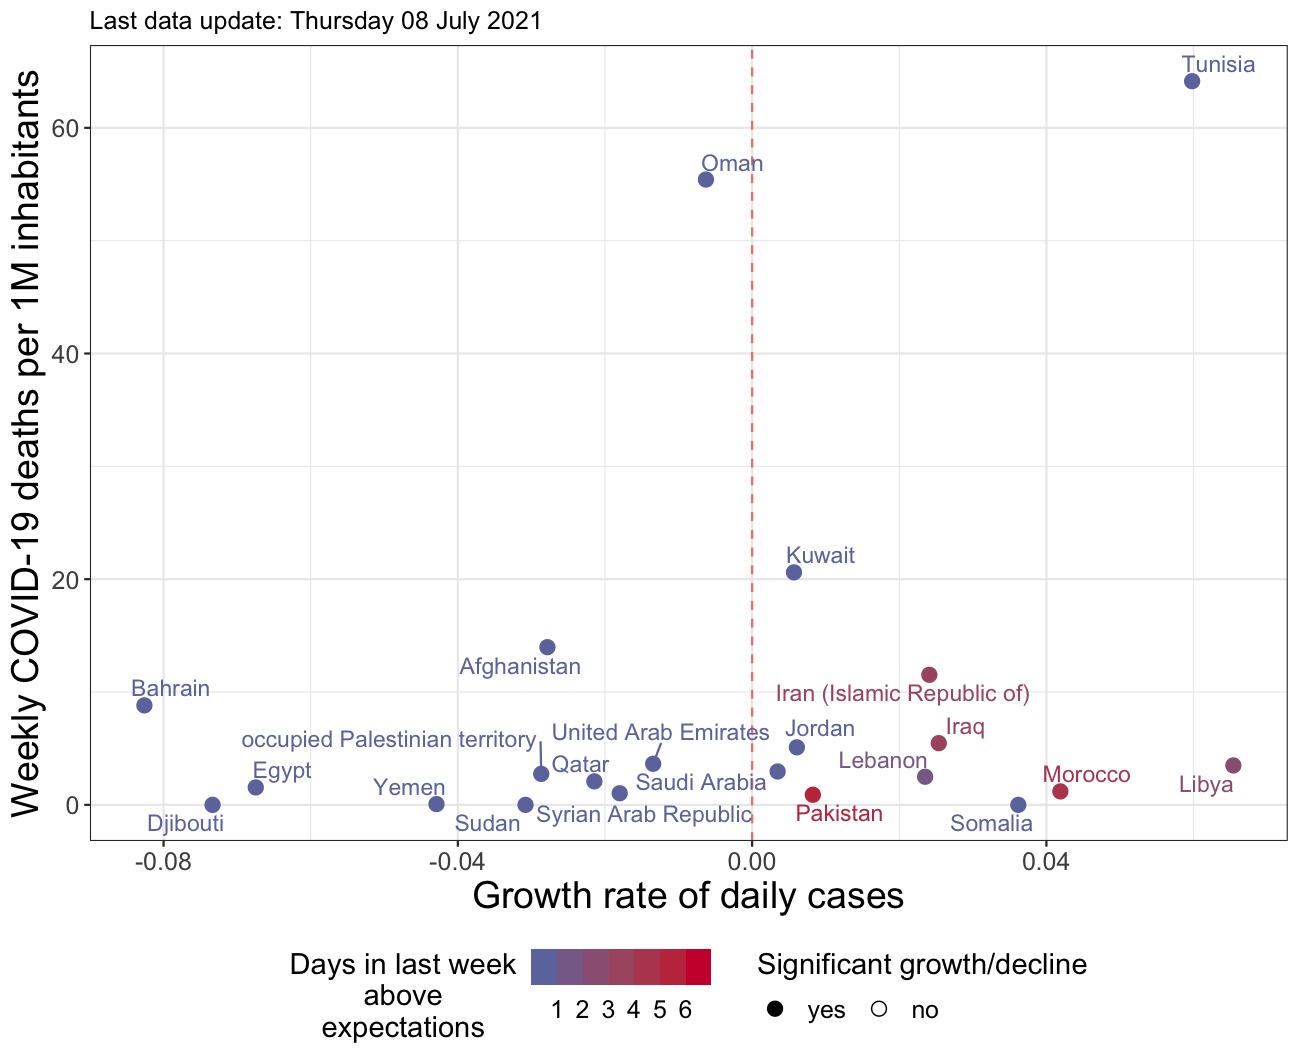 Last data update: Thursday 08 July 2021
Weekly COVID-19 deaths per 1M inhabitants
60
40
20
0
Tunisia
Oman
Kuwait
Afghanistan
Bahrain
Iran (Islamic Republic of)
Iraq
United Arab Emirates
Jordan
occupied Palestinian territory
Lebanon
Qatar
Egypt
Morocco
Saudi Arabia
Libya
Yemen
Pakistan
Syrian Arab Republic
Djibouti
Sudan
Somalia
-0.08
-0.04
0.00
0.04
Growth rate of daily cases
Days in last week
above
expectations
1 2 3 4 5 6
Significant growth/decline
yes
no